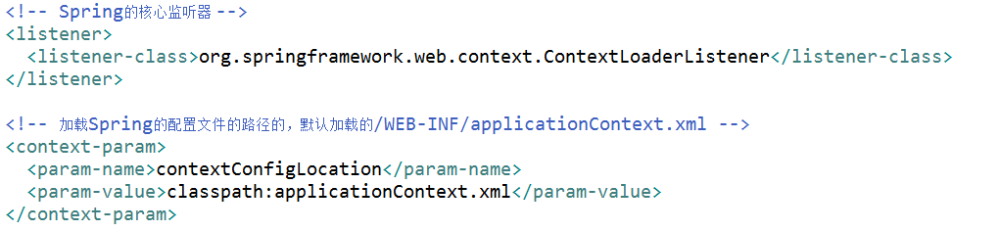 <!-- Spring的核心监听器 -->
<listener>
  <listener-class>org.springframework.web.context.ContextLoaderListener</listener-class>
</listener>

<!-- 加载Spring的配置文件的路径的，默认加载的/WEB-INF/applicationContext.xml -->
<context-param>
  <param-name>contextConfigLocation</param-name>
  <param-value>classpath:applicationContext.xml</param-value>
</context-param>